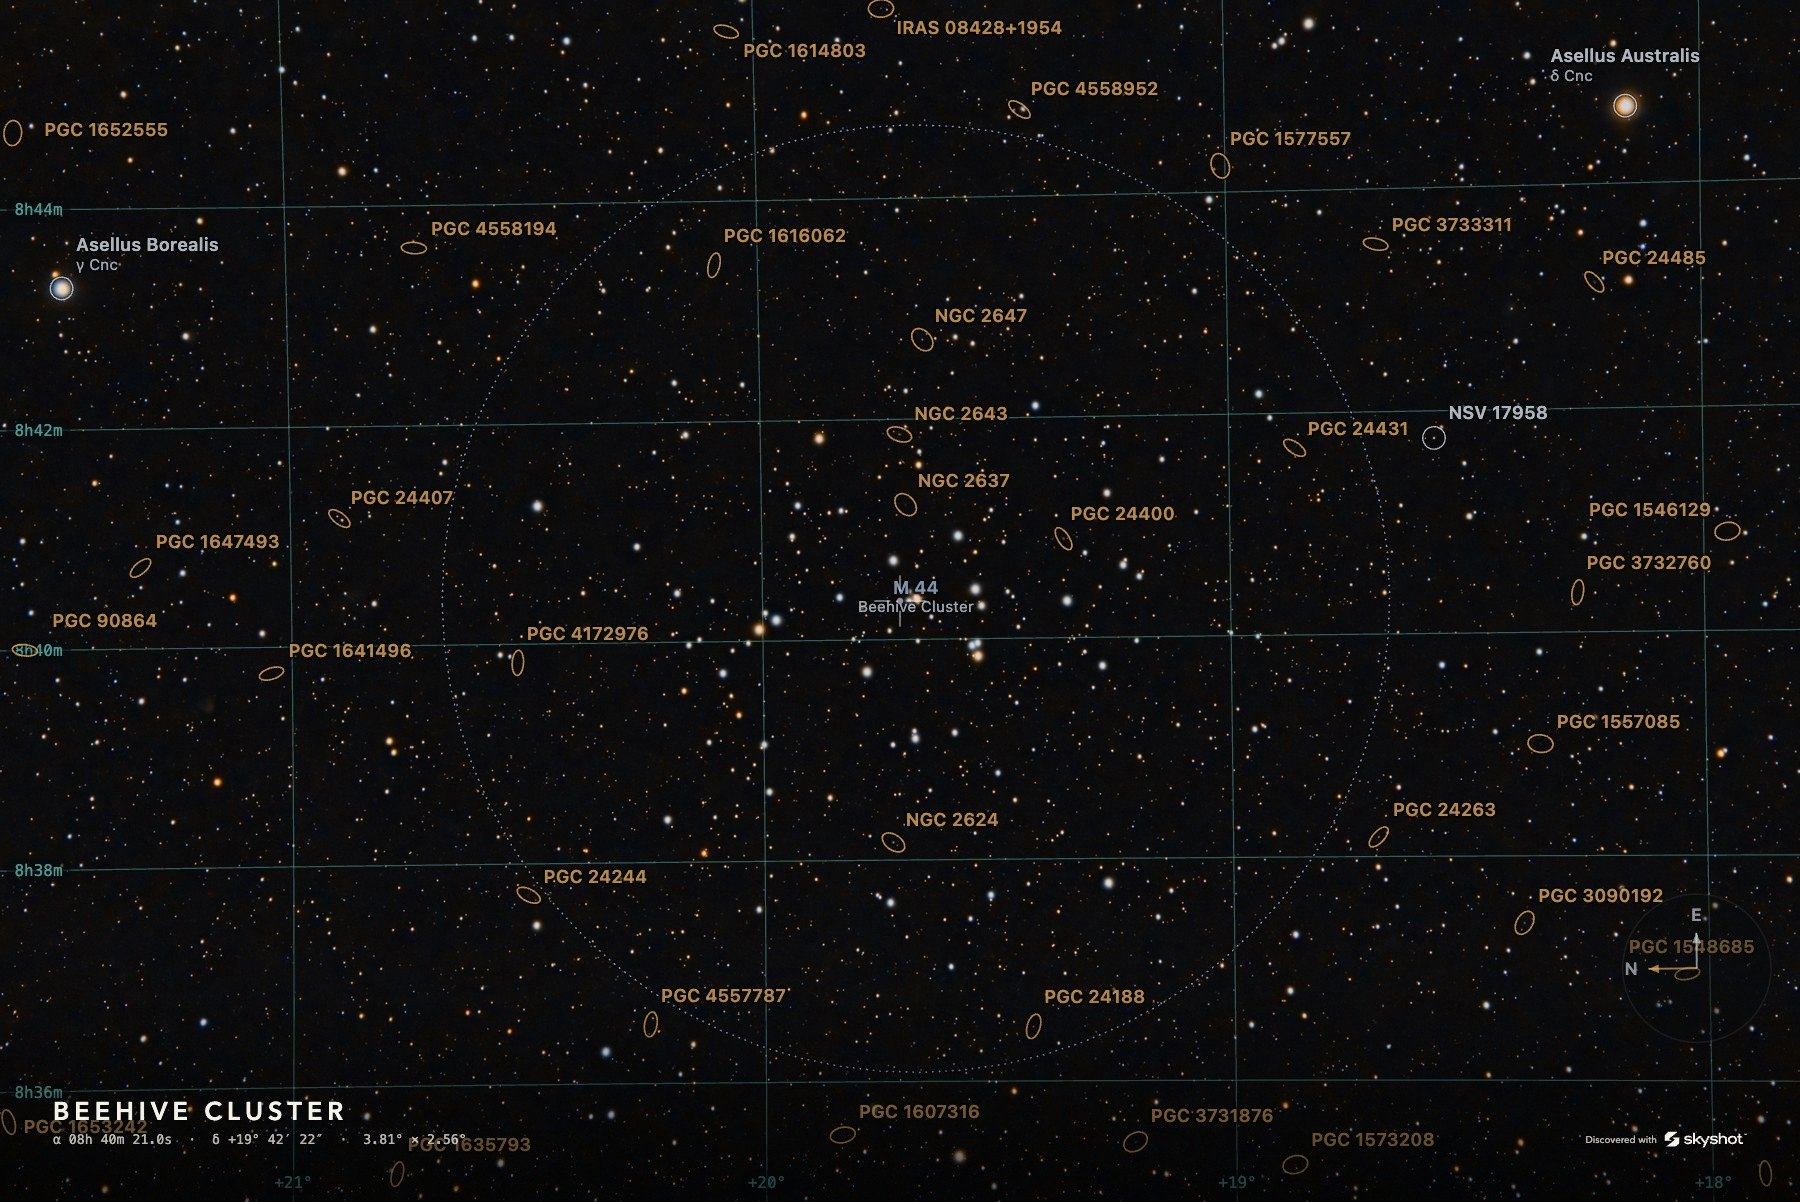 IRAS 08428+1954
PGC 1614803
Asellus Australis
δ Cnc
PGC 4558952
PGC 1652555
PGC 1577557
8h44m
PGC 4558194
PGC 1616062
PGC 3733311
Asellus Borealis
γ Cnc
PGC 24485
NGC 2647
NGC 2643
NSV 17958
8h42m
PGC 24431
NGC 2637
PGC 24407
PGC 24400
PGC 1546129
PGC 1647493
PGC 3732760
M 44
Beehive Cluster
PGC 90864
PGC 4172976
8h40m
PGC 1641496
PGC 1557085
PGC 24263
NGC 2624
8h38m
PGC 24244
PGC 3090192
E
PGC 1548685
N
PGC 4557787
PGC 24188
8h36m
BEEHIVE CLUSTER
PGC 1607316
PGC 3731876
PGC 1653242
α 08h 40m 21.0s · δ +19° 42′ 22″ · 3.81° × 2.56°
PGC 1635793
PGC 1573208
Discovered with skyshot
+21°
+20°
+19°
+18°